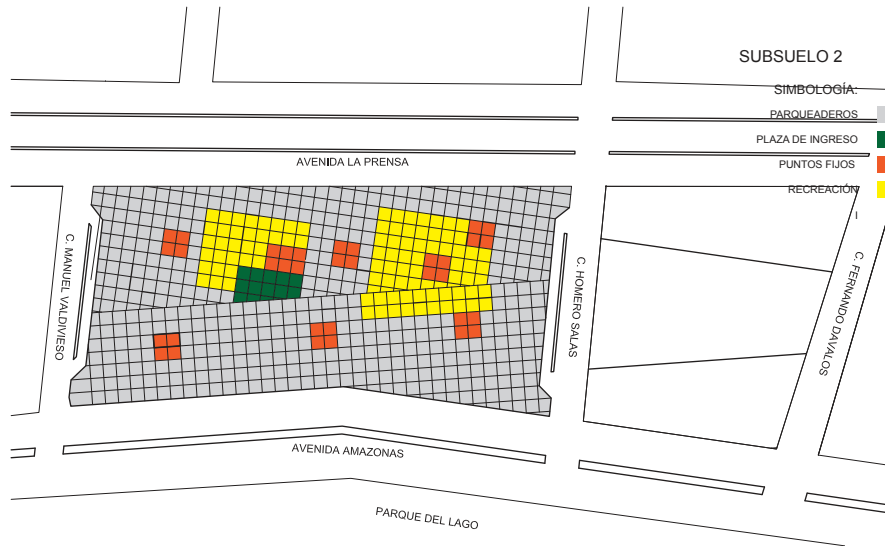 SUBSUELO 2
SIMBOLOGÍA:
PARQUEADEROS
PLAZA DE INGRESO
PUNTOS FIJOS
RECREACIÓN
AVENIDA LA PRENSA
C. MANUEL VALDIVIESO
C. HOMERO SALAS
C. FERNANDO DAVALOS
AVENIDA AMAZONAS
PARQUE DEL LAGO